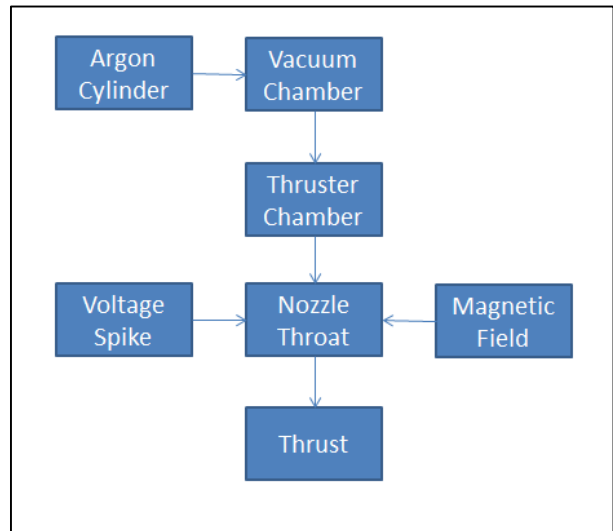 Argon
Cylinder
Vacuum
Chamber
Thruster
Chamber
Voltage
Spike
Nozzle
Throat
Magnetic
Field
Thrust